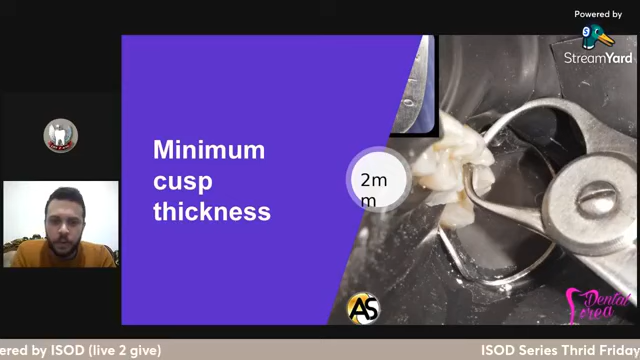 Powered by
StreamYard
Minimum
cusp
thickness
2m
m
AS
Dental
ered by ISOD (live 2 give)
ISOD Series Thrid Friday